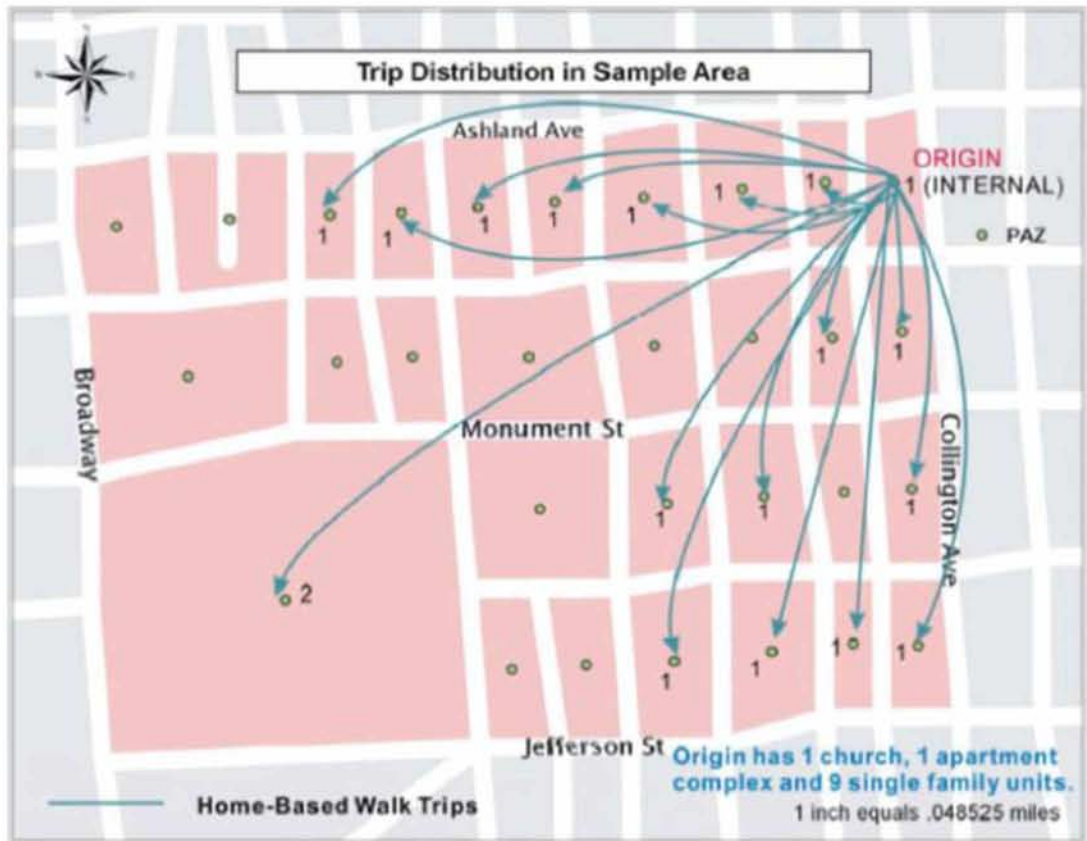 Trip Distribution in Sample Area
Ashland Ave
ORIGIN
1 (INTERNAL)
PAZ
1
1
1
1
1
1
1
1
1
Broadway
Monument St
Collington Ave
1
1
1
2
1
1
1
1
Jefferson St
Origin has 1 church, 1 apartment
complex and 9 single family units.
Home-Based Walk Trips
1 inch equals .048525 miles